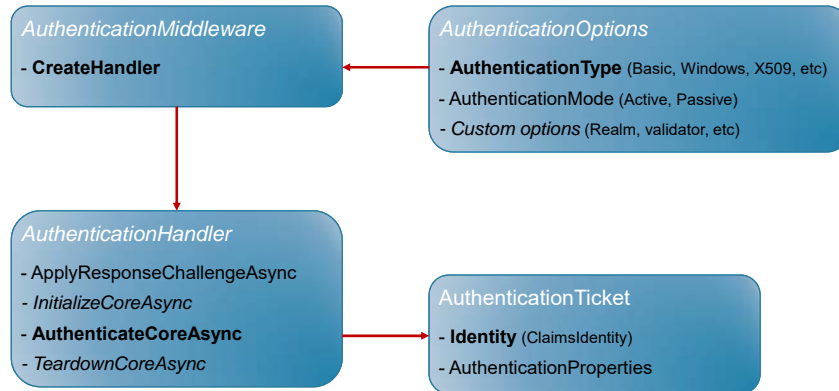 AuthenticationMiddleware
- CreateHandler
AuthenticationOptions
- AuthenticationType (Basic, Windows, X509, etc)
- AuthenticationMode (Active, Passive)
- Custom options (Realm, validator, etc)
AuthenticationHandler
- ApplyResponseChallengeAsync
- InitializeCoreAsync
- AuthenticateCoreAsync
- TeardownCoreAsync
AuthenticationTicket
- Identity (ClaimsIdentity)
- AuthenticationProperties